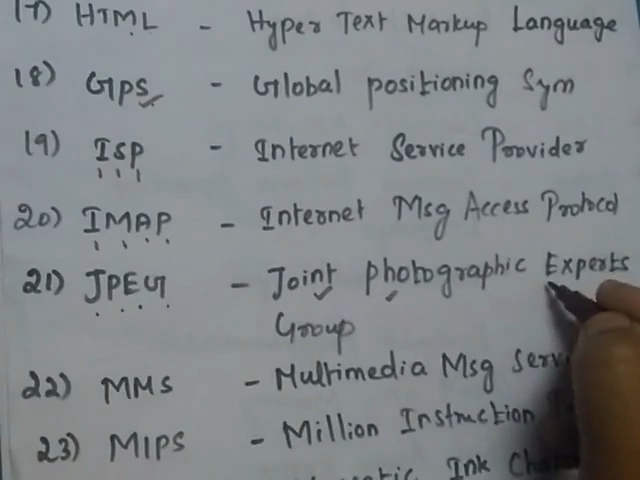 17) HTML - Hyper Text Markup Language
18) GPS - Global positioning Sym
19) ISP - Internet Service Provider
20) IMAP - Internet Msg Access Protocol
21) JPEG - Joint photographic Experts
Group
22) MMS - Multimedia Msg
23) MIPS - Million Instruction
Ink